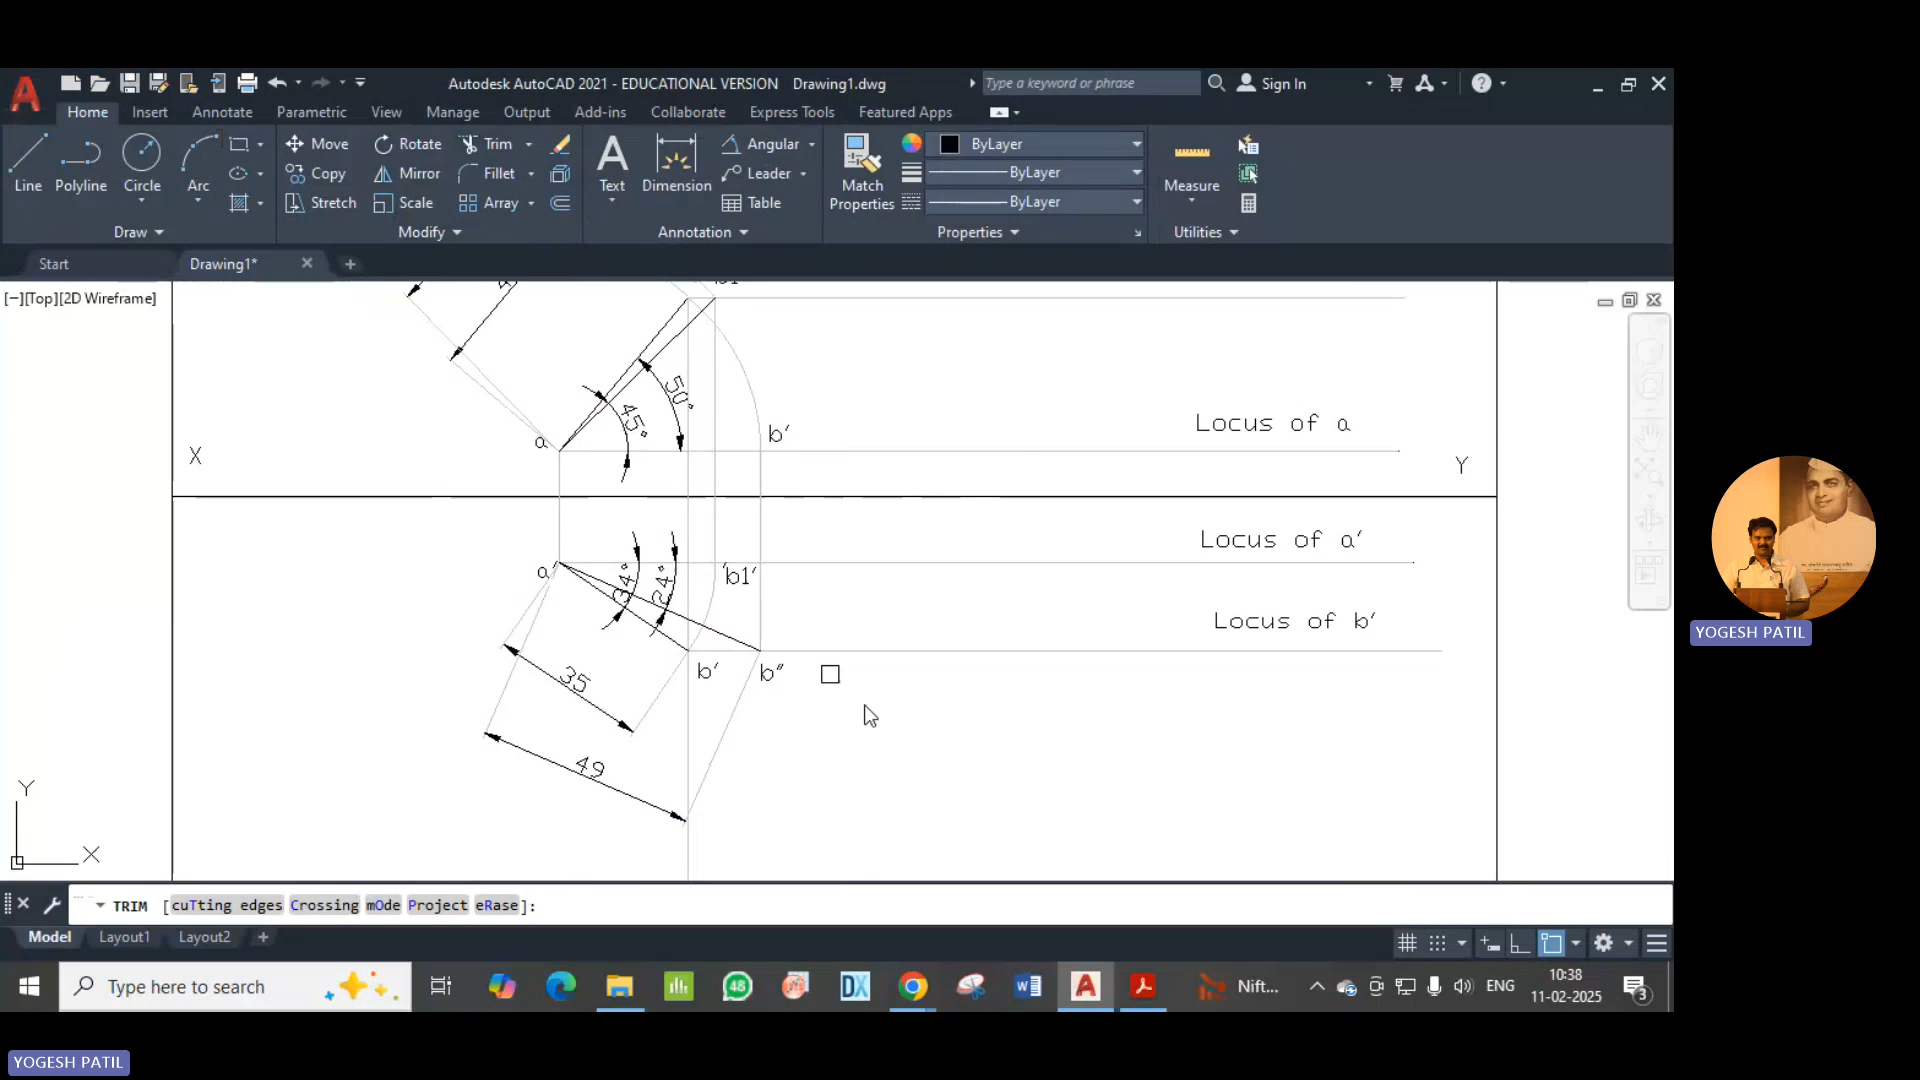 Autodesk AutoCAD 2021 - EDUCATIONAL VERSION Drawing1.dwg
Type a keyword or phrase
Sign In
Home Insert Annotate Parametric View Manage Output Add-ins Collaborate Express Tools Featured Apps
Line Polyline Circle Arc
Move Rotate Trim
Copy Mirror Fillet
Stretch Scale Array
Text Dimension
Angular
Leader
Table
Match Properties
ByLayer
ByLayer
ByLayer
Measure
Draw Modify Annotation Properties Utilities
Start Drawing1*
[−][Top][2D Wireframe]
50°
45°
a
b'
Locus of a
X
Y
Locus of a'
34°
24°
a'
'b1'
Locus of b'
b'
b"
35
49
Y
X
TRIM [cuTting edges Crossing mOde Project eRase]:
Model Layout1 Layout2
Type here to search
48
DX
Nift...
ENG
10:38
11-02-2025
3
YOGESH PATIL
YOGESH PATIL